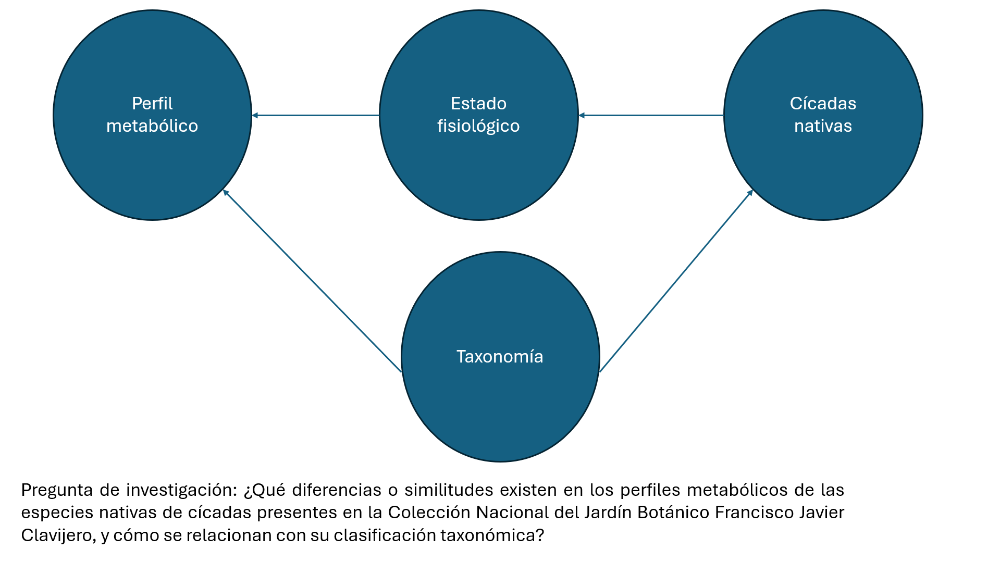 Perfil
metabólico
Estado
fisiológico
Cícadas
nativas
Taxonomía
Pregunta de investigación: ¿Qué diferencias o similitudes existen en los perfiles metabólicos de las
especies nativas de cícadas presentes en la Colección Nacional del Jardín Botánico Francisco Javier
Clavijero, y cómo se relacionan con su clasificación taxonómica?